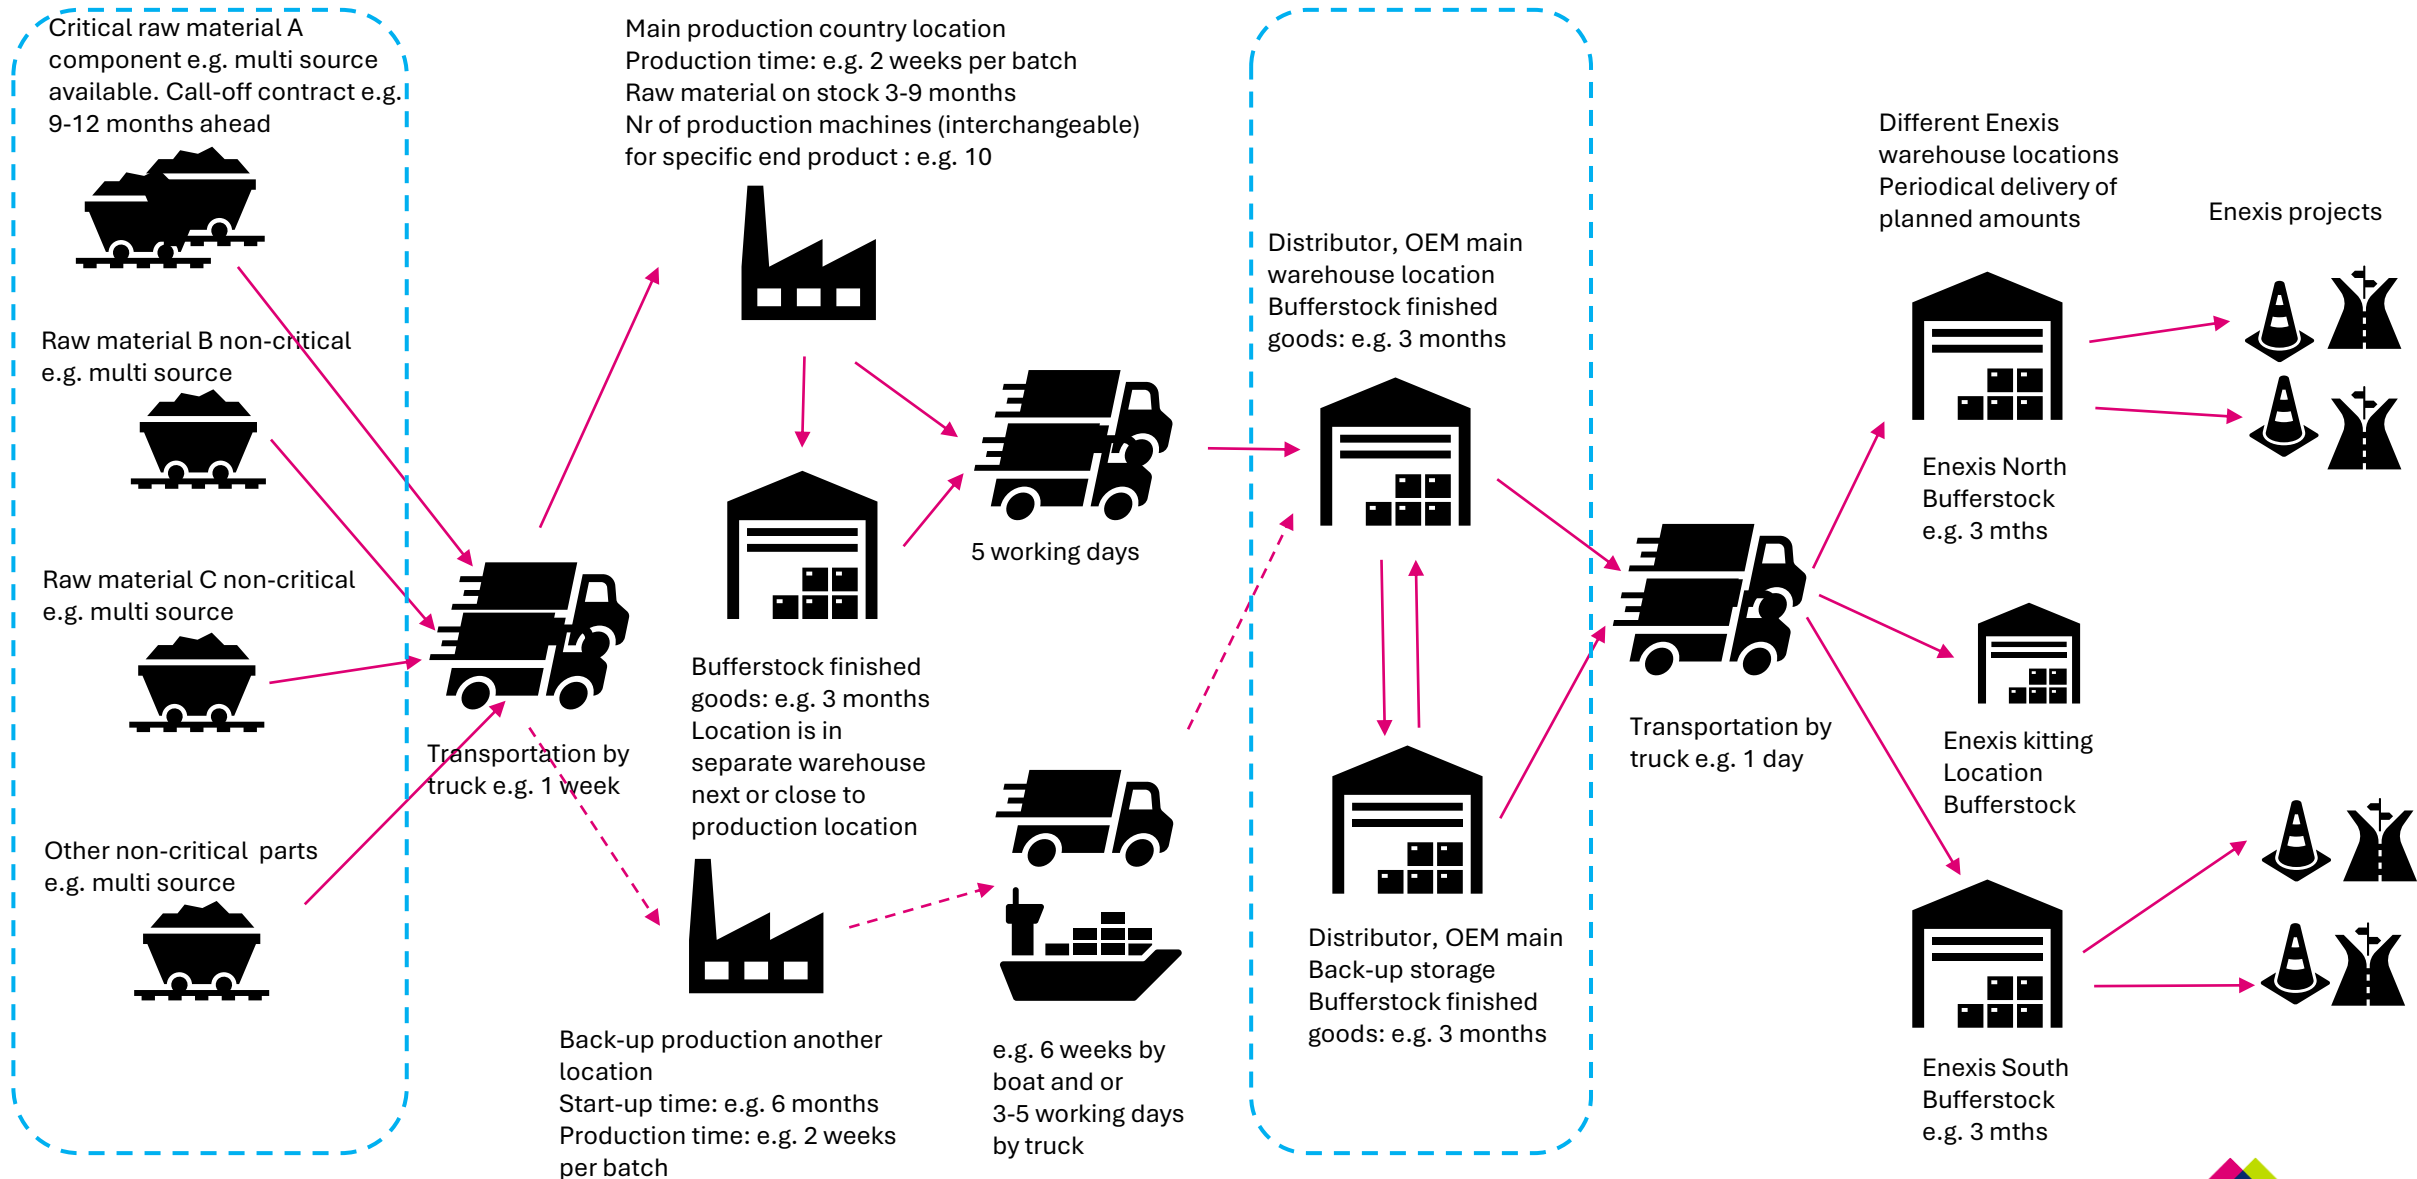 Critical raw material A
component e.g. multi source
available. Call-off contract e.g.
9-12 months ahead
Raw material B non-critical
e.g. multi source
Raw material C non-critical
e.g. multi source
Other non-critical  parts
e.g. multi source
Transportation by
truck e.g. 1 week
Main production country location
Production time: e.g. 2 weeks per batch
Raw material on stock 3-9 months
Nr of production machines (interchangeable)
for specific end product : e.g. 10
Bufferstock finished
goods: e.g. 3 months
Location is in
separate warehouse
next or close to
production location
Back-up production another
location
Start-up time: e.g. 6 months
Production time: e.g. 2 weeks
per batch
5 working days
e.g. 6 weeks by
boat and or
3-5 working days
by truck
Distributor, OEM main
warehouse location
Bufferstock finished
goods: e.g. 3 months
Distributor, OEM main
Back-up storage
Bufferstock finished
goods: e.g. 3 months
Transportation by
truck e.g. 1 day
Different Enexis
warehouse locations
Periodical delivery of
planned amounts
Enexis North
Bufferstock
e.g. 3 mths
Enexis kitting
Location
Bufferstock
Enexis South
Bufferstock
e.g. 3 mths
Enexis projects